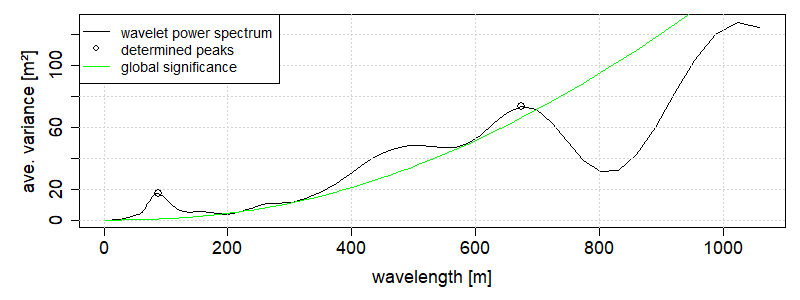 wavelet power spectrum
determined peaks
global significance
ave. variance [m²]
100
60
20
0
0 200 400 600 800 1000
wavelength [m]